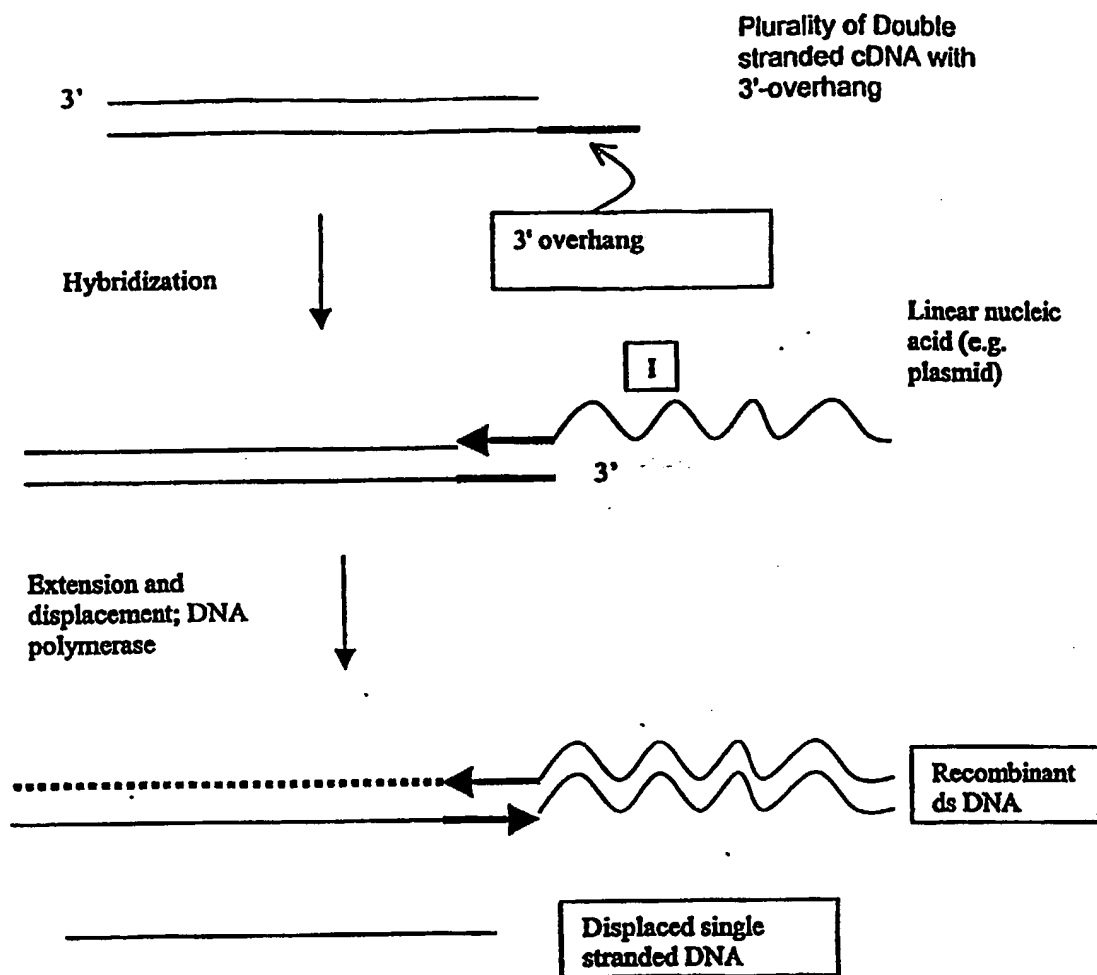 Plurality of Double
stranded cDNA with
3'-overhang
3'
3' overhang
Hybridization
Linear nucleic
acid (e.g.
plasmid)
I
3'
Extension and
displacement; DNA
polymerase
Recombinant
ds DNA
Displaced single
stranded DNA